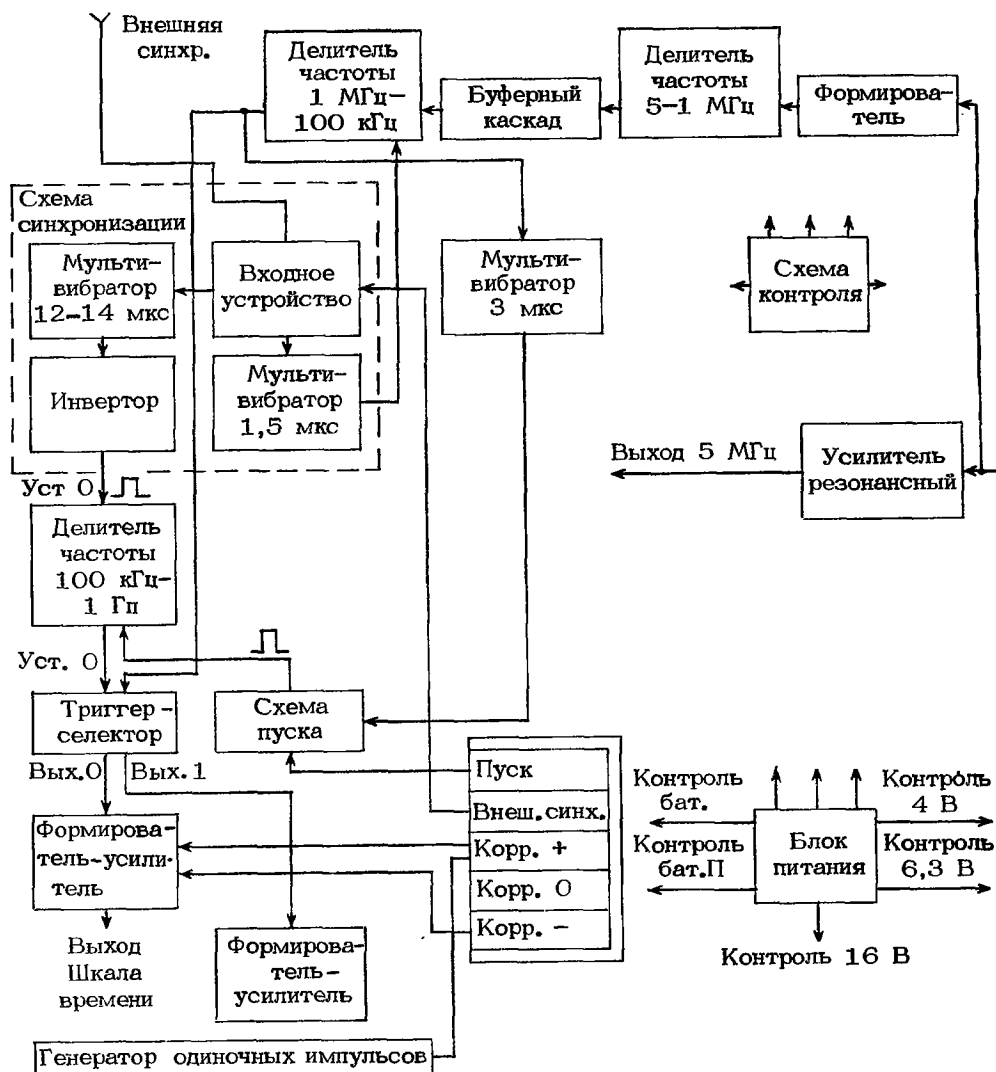 Внешняя
синхр.
Делитель
частоты
1 МГц-
100 кГц
Буферный
каскад
Делитель
частоты
5-1 МГц
Формирова-
тель
Схема
синхронизации
Мульти-
вибратор
12-14 мкс
Входное
устройство
Мульти-
вибратор
3 мкс
Схема
контроля
Инвертор
Мульти-
вибратор
1,5 мкс
Выход 5 МГц
Усилитель
резонансный
Уст 0
Делитель
частоты
100 кГц-
1 Гп
Уст. 0
Триггер-
селектор
Схема
пуска
Вых.0
Вых. 1
Пуск
Внеш.синх.
Корр. +
Корр. 0
Корр. -
Контроль
бат.
Контроль
4 В
Блок
питания
Контроль
бат.П
Контроль
6,3 В
Контроль 16 В
Формирова-
тель-усили-
тель
Выход
Шкала
времени
Формирова-
тель-
усилитель
Генератор одиночных импульсов